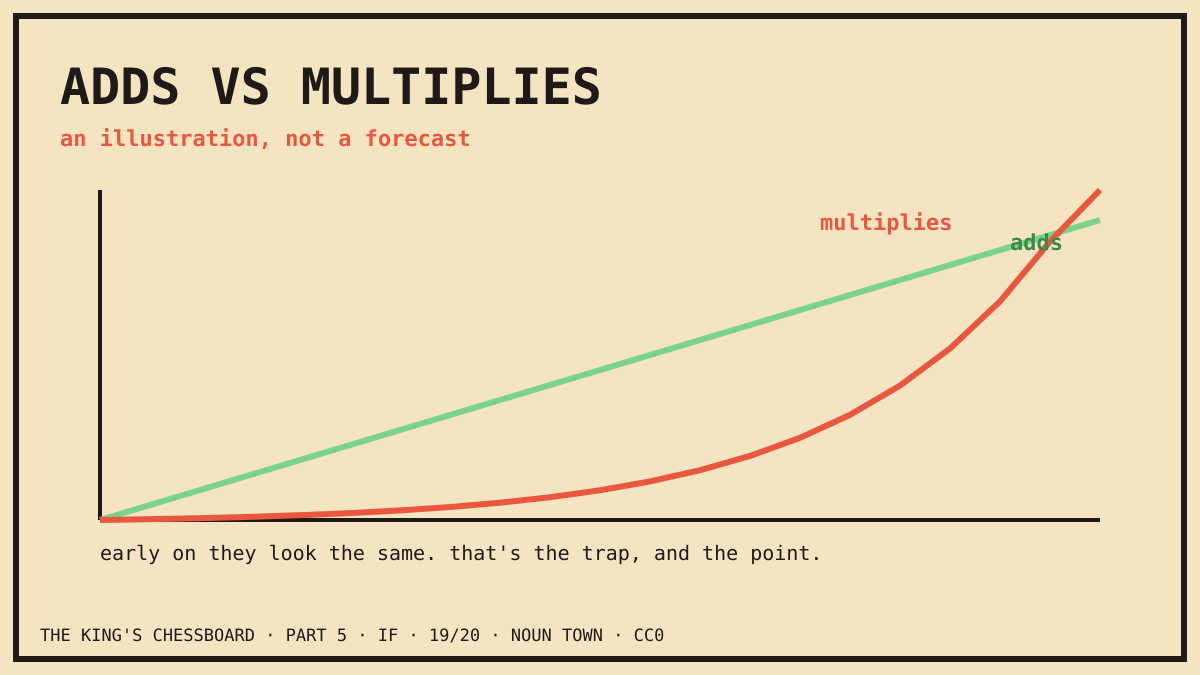 ADDS VS MULTIPLIES
an illustration, not a forecast
multiplies
adds
early on they look the same. that's the trap, and the point.
THE KING'S CHESSBOARD · PART 5 · IF · 19/20 · NOUN TOWN · CC0